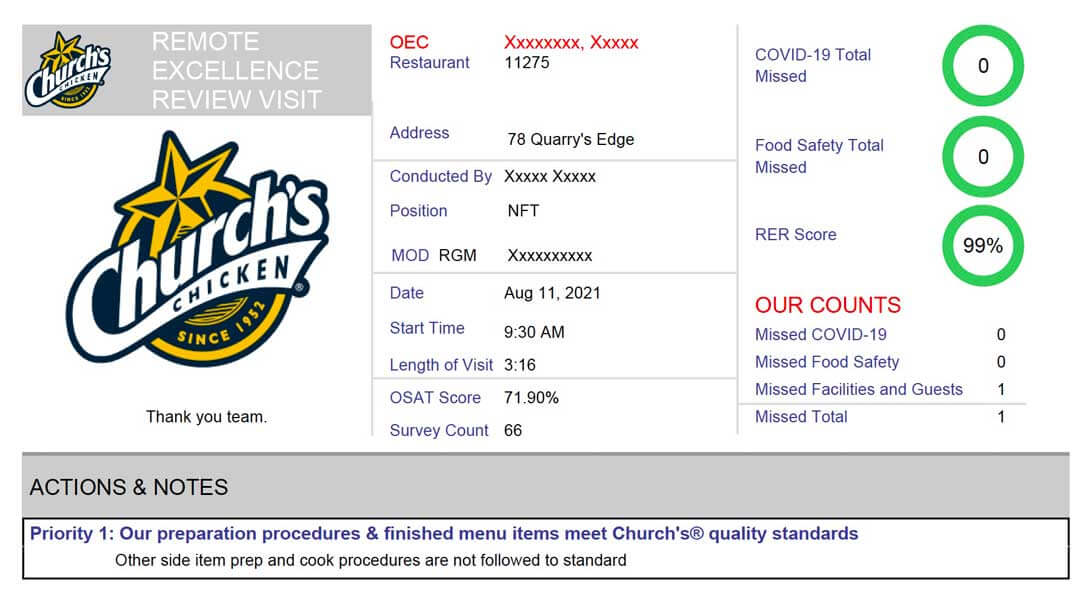 Church's
CHICKEN
SINCE 1952
REMOTE
EXCELLENCE
REVIEW VISIT
Church's
CHICKEN
®
SINCE 1952
Thank you team.
OEC Xxxxxxxx, Xxxxx
Restaurant 11275
Address 78 Quarry's Edge
Conducted By Xxxxx Xxxxx
Position NFT
MOD RGM Xxxxxxxxxx
Date Aug 11, 2021
Start Time 9:30 AM
Length of Visit 3:16
OSAT Score 71.90%
Survey Count 66
COVID-19 Total
Missed
0
Food Safety Total
Missed
0
RER Score 99%
OUR COUNTS
Missed COVID-19 0
Missed Food Safety 0
Missed Facilities and Guests 1
Missed Total 1
ACTIONS & NOTES
Priority 1: Our preparation procedures & finished menu items meet Church's® quality standards
Other side item prep and cook procedures are not followed to standard